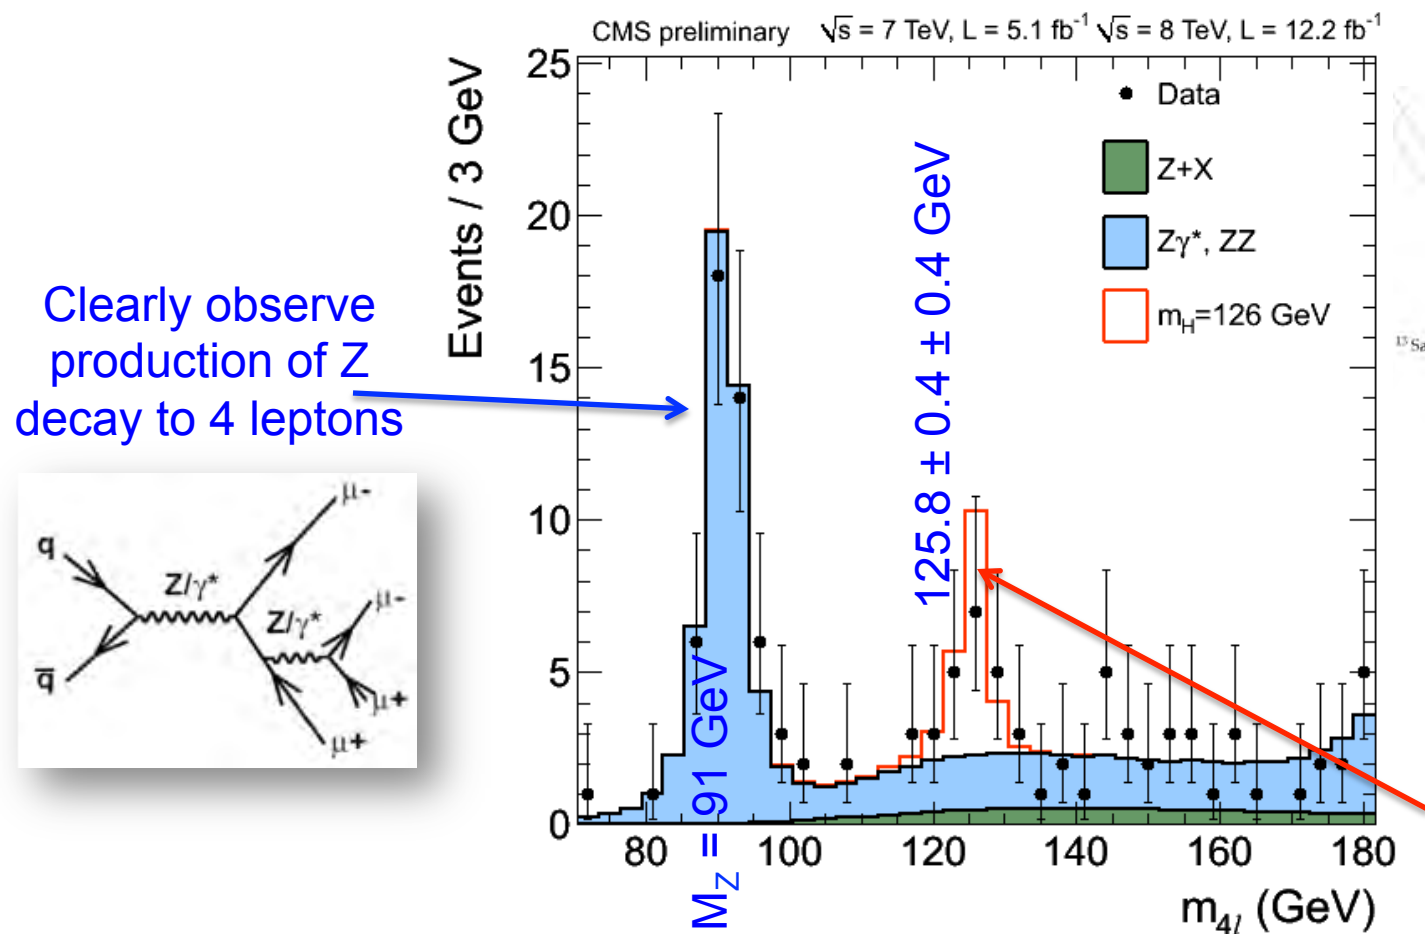 CMS preliminary √s = 7 TeV, L = 5.1 fb⁻¹ √s = 8 TeV, L = 12.2 fb⁻¹
Events / 3 GeV
25
20
15
10
5
0
Data
Z+X
Zγ*, ZZ
m_H=126 GeV
125.8 ± 0.4 ± 0.4 GeV
M_Z = 91 GeV
Clearly observe
production of Z
decay to 4 leptons
q
q̅
Z/γ*
Z/γ*
μ-
μ-
μ+
μ+
80 100 120 140 160 180
m_4l (GeV)
¹³ Sa